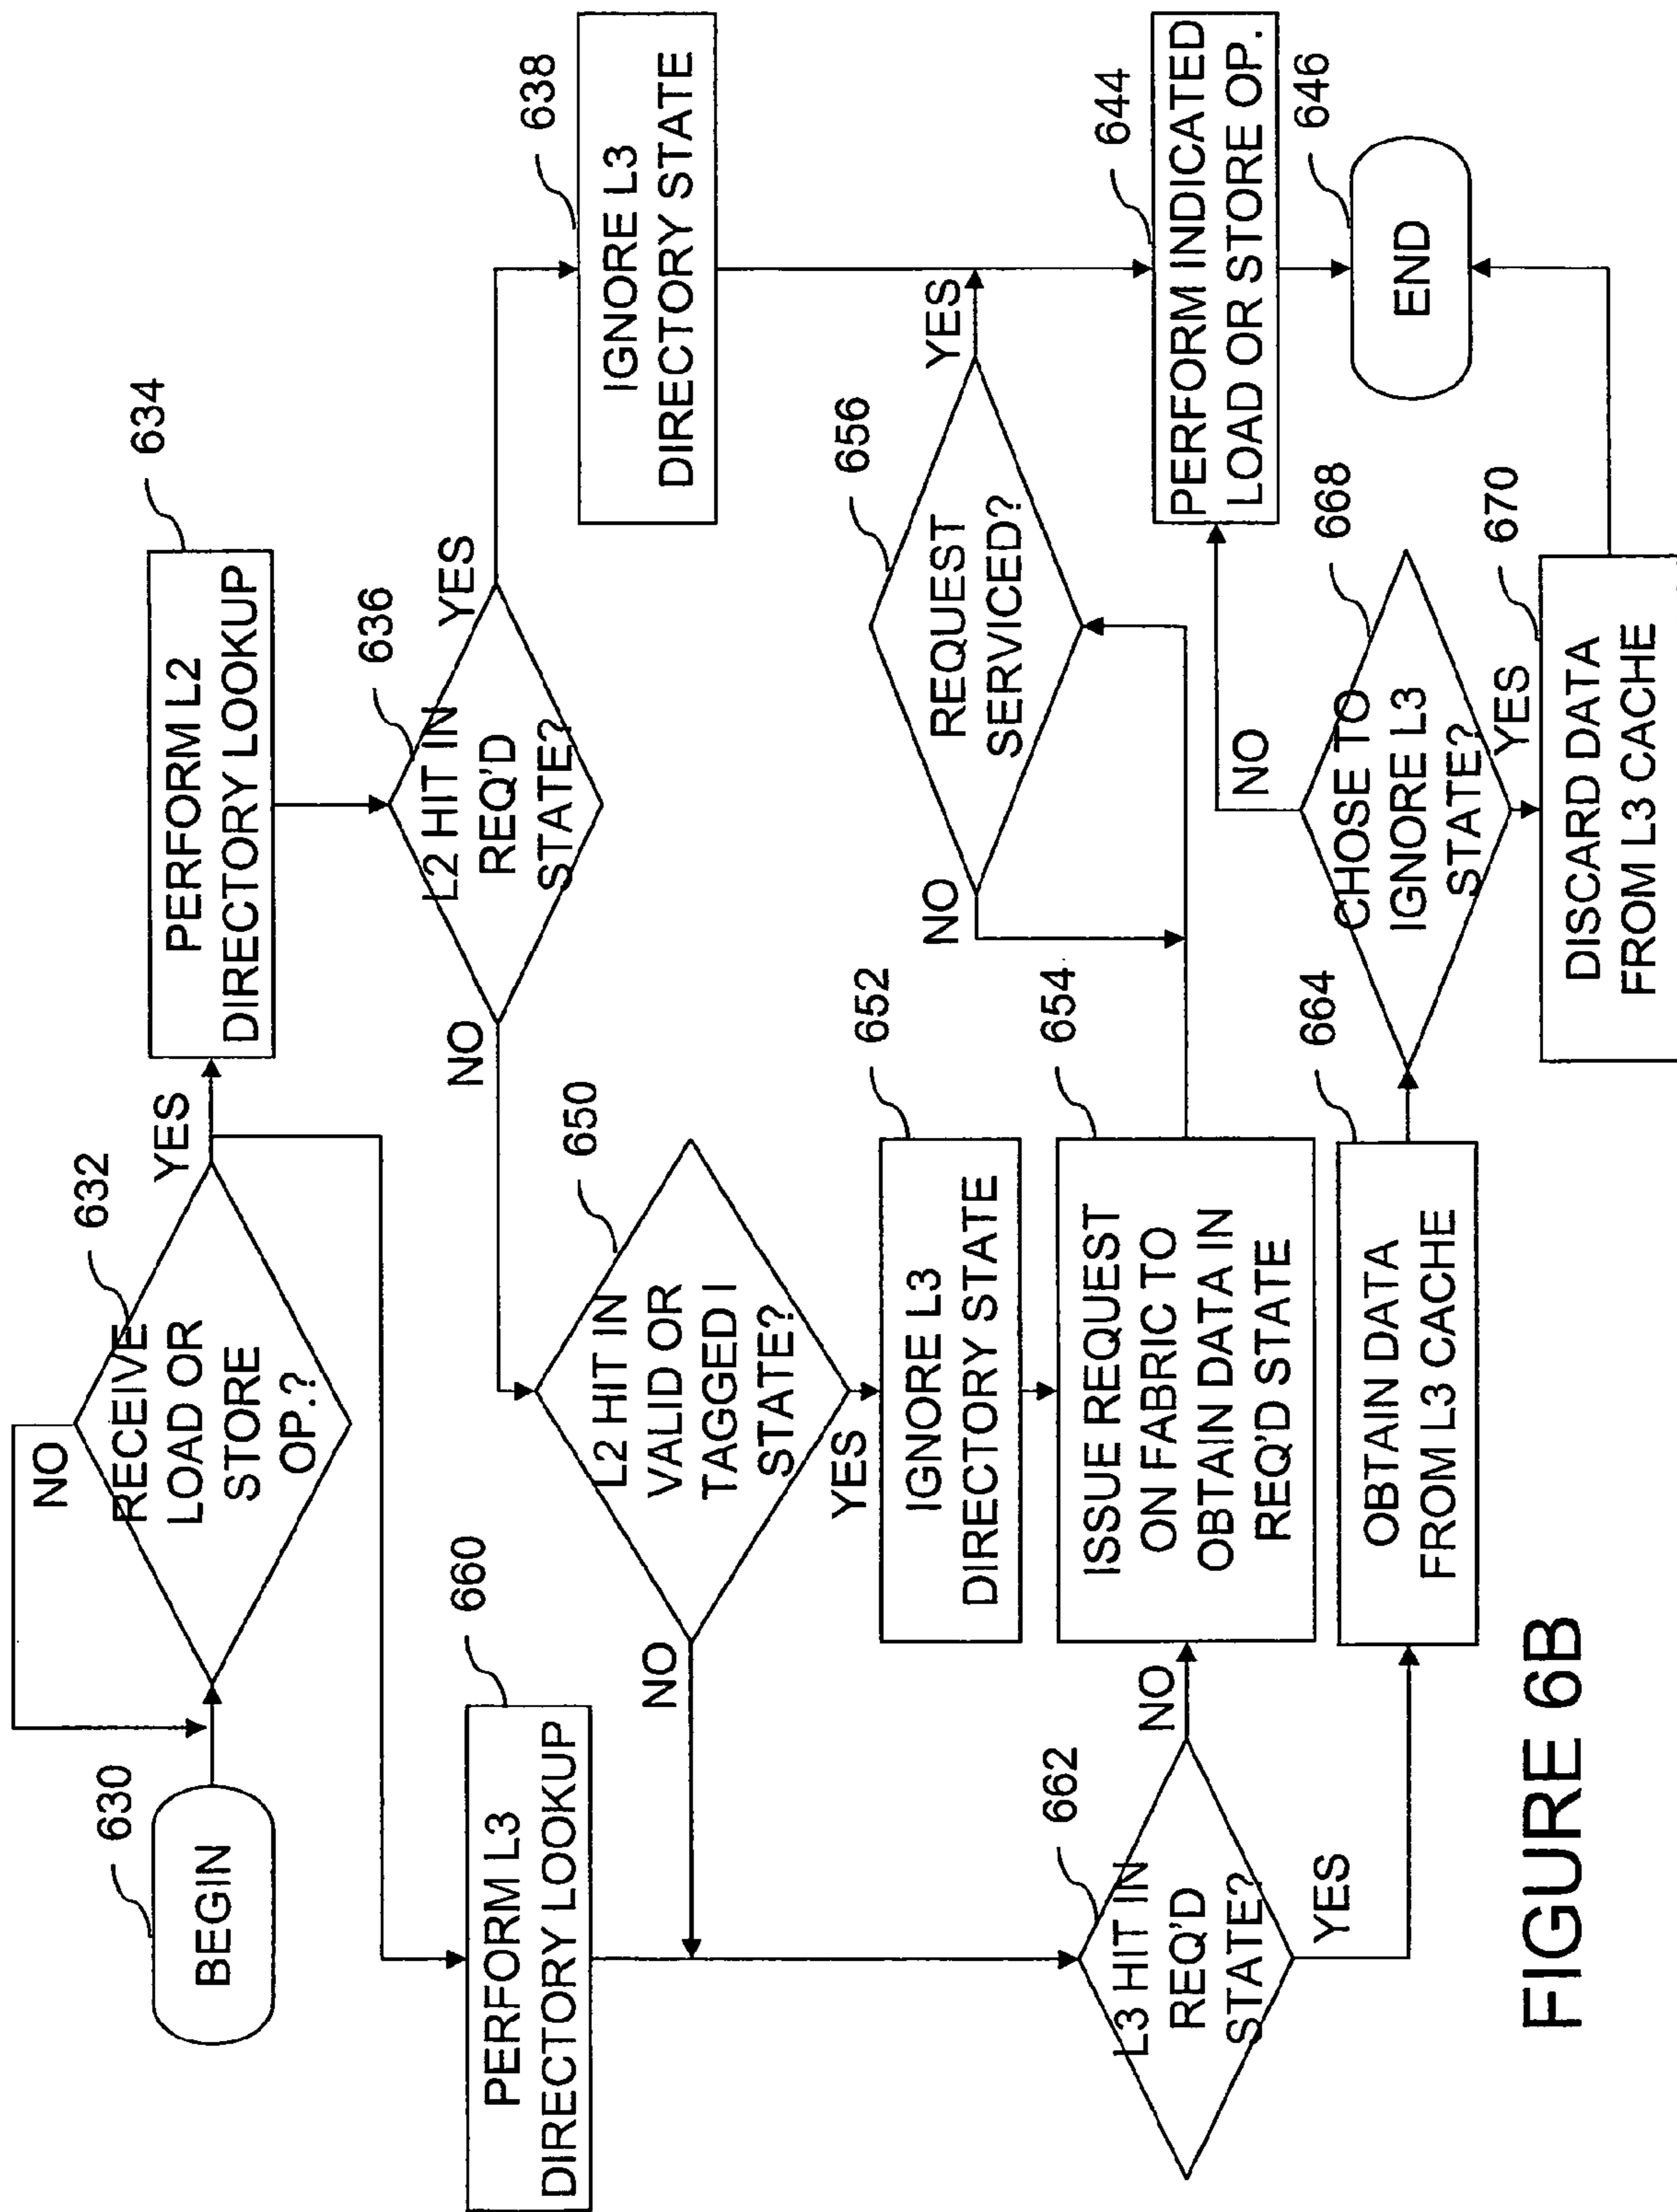 630
BEGIN
NO
632
RECEIVE
LOAD OR
STORE
OP.?
YES
634
PERFORM L2
DIRECTORY LOOKUP
660
PERFORM L3
DIRECTORY LOOKUP
636
L2 HIT IN
REQ'D
STATE?
NO
YES
638
IGNORE L3
DIRECTORY STATE
650
L2 HIT IN
VALID OR
TAGGED I
STATE?
NO
YES
652
IGNORE L3
DIRECTORY STATE
656
REQUEST
SERVICED?
NO
YES
662
L3 HIT IN
REQ'D
STATE?
NO
YES
654
ISSUE REQUEST
ON FABRIC TO
OBTAIN DATA IN
REQ'D STATE
644
PERFORM INDICATED
LOAD OR STORE OP.
664
OBTAIN DATA
FROM L3 CACHE
668
CHOSE TO
IGNORE L3
STATE?
NO
YES
646
END
670
DISCARD DATA
FROM L3 CACHE
FIGURE 6B